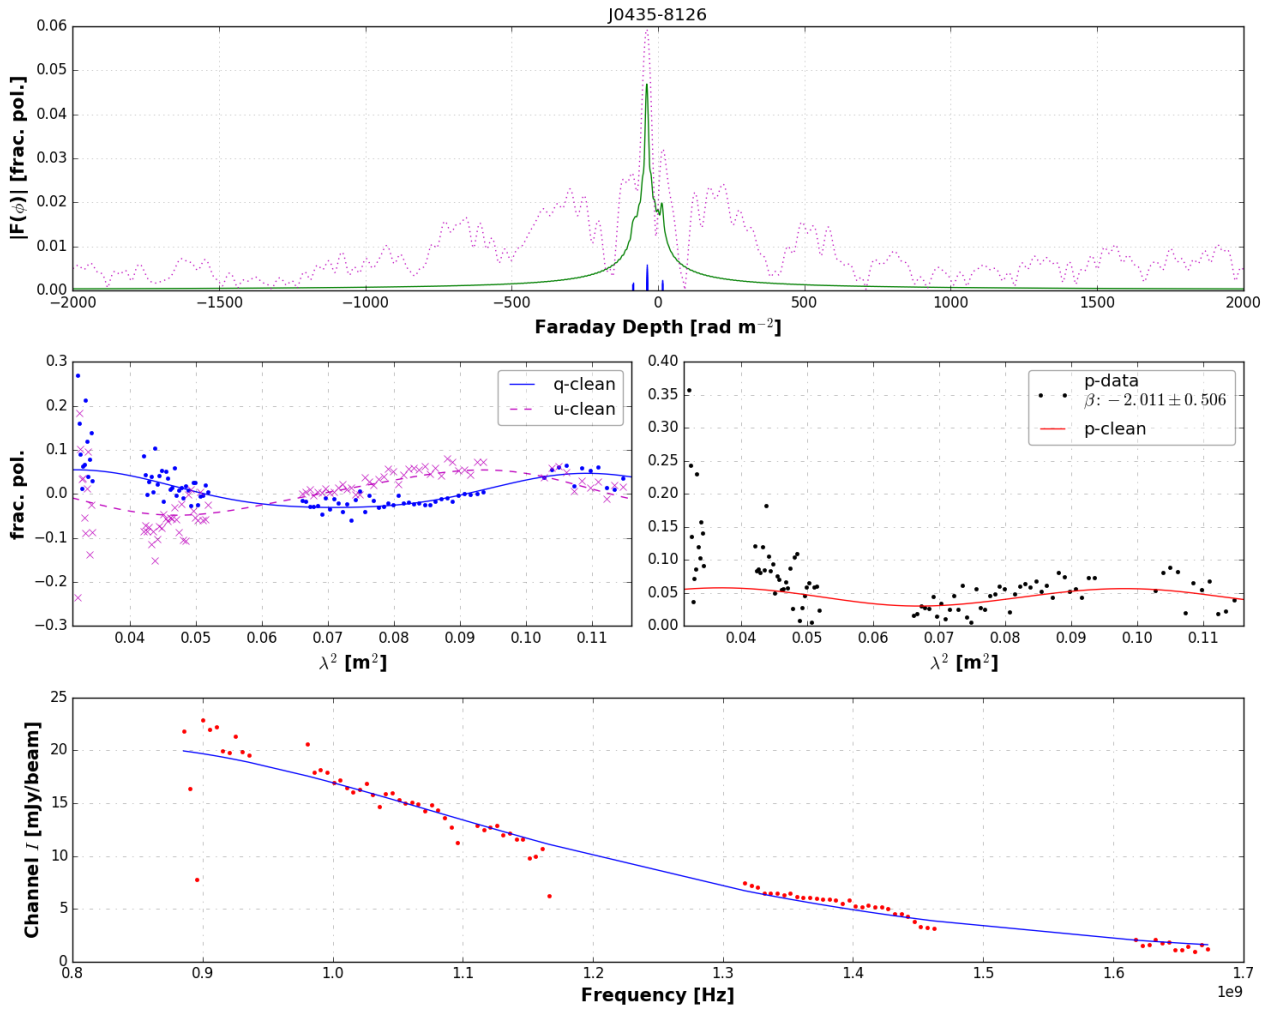 J0435-8126
0.06
0.05
0.04
0.03
0.02
0.01
0.00
|F(ϕ)| [frac. pol.]
−2000 −1500 −1000 −500 0 500 1000 1500 2000
Faraday Depth [rad m⁻²]
0.3
0.2
0.1
0.0
−0.1
−0.2
−0.3
frac. pol.
q-clean
u-clean
0.04 0.05 0.06 0.07 0.08 0.09 0.10 0.11
λ² [m²]
0.40
0.35
0.30
0.25
0.20
0.15
0.10
0.05
0.00
p-data
β: −2.011 ± 0.506
p-clean
0.04 0.05 0.06 0.07 0.08 0.09 0.10 0.11
λ² [m²]
25
20
15
10
5
0
Channel I [mJy/beam]
0.8 0.9 1.0 1.1 1.2 1.3 1.4 1.5 1.6 1.7
1e9
Frequency [Hz]